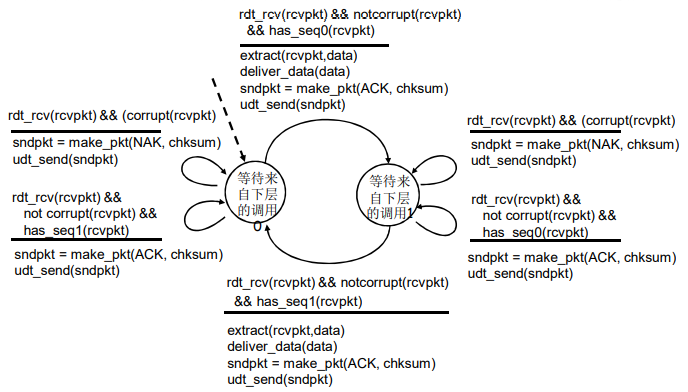 rdt_rcv(rcvpkt) && notcorrupt(rcvpkt)
&& has_seq0(rcvpkt)
extract(rcvpkt,data)
deliver_data(data)
sndpkt = make_pkt(ACK, chksum)
udt_send(sndpkt)
rdt_rcv(rcvpkt) && (corrupt(rcvpkt)
sndpkt = make_pkt(NAK, chksum)
udt_send(sndpkt)
rdt_rcv(rcvpkt) &&
not corrupt(rcvpkt) &&
has_seq1(rcvpkt)
sndpkt = make_pkt(ACK, chksum)
udt_send(sndpkt)
等待来
自下层
的调用
0
等待来
自下层
的调用1
rdt_rcv(rcvpkt) && (corrupt(rcvpkt)
sndpkt = make_pkt(NAK, chksum)
udt_send(sndpkt)
rdt_rcv(rcvpkt) &&
not corrupt(rcvpkt) &&
has_seq0(rcvpkt)
sndpkt = make_pkt(ACK, chksum)
udt_send(sndpkt)
rdt_rcv(rcvpkt) && notcorrupt(rcvpkt)
&& has_seq1(rcvpkt)
extract(rcvpkt,data)
deliver_data(data)
sndpkt = make_pkt(ACK, chksum)
udt_send(sndpkt)